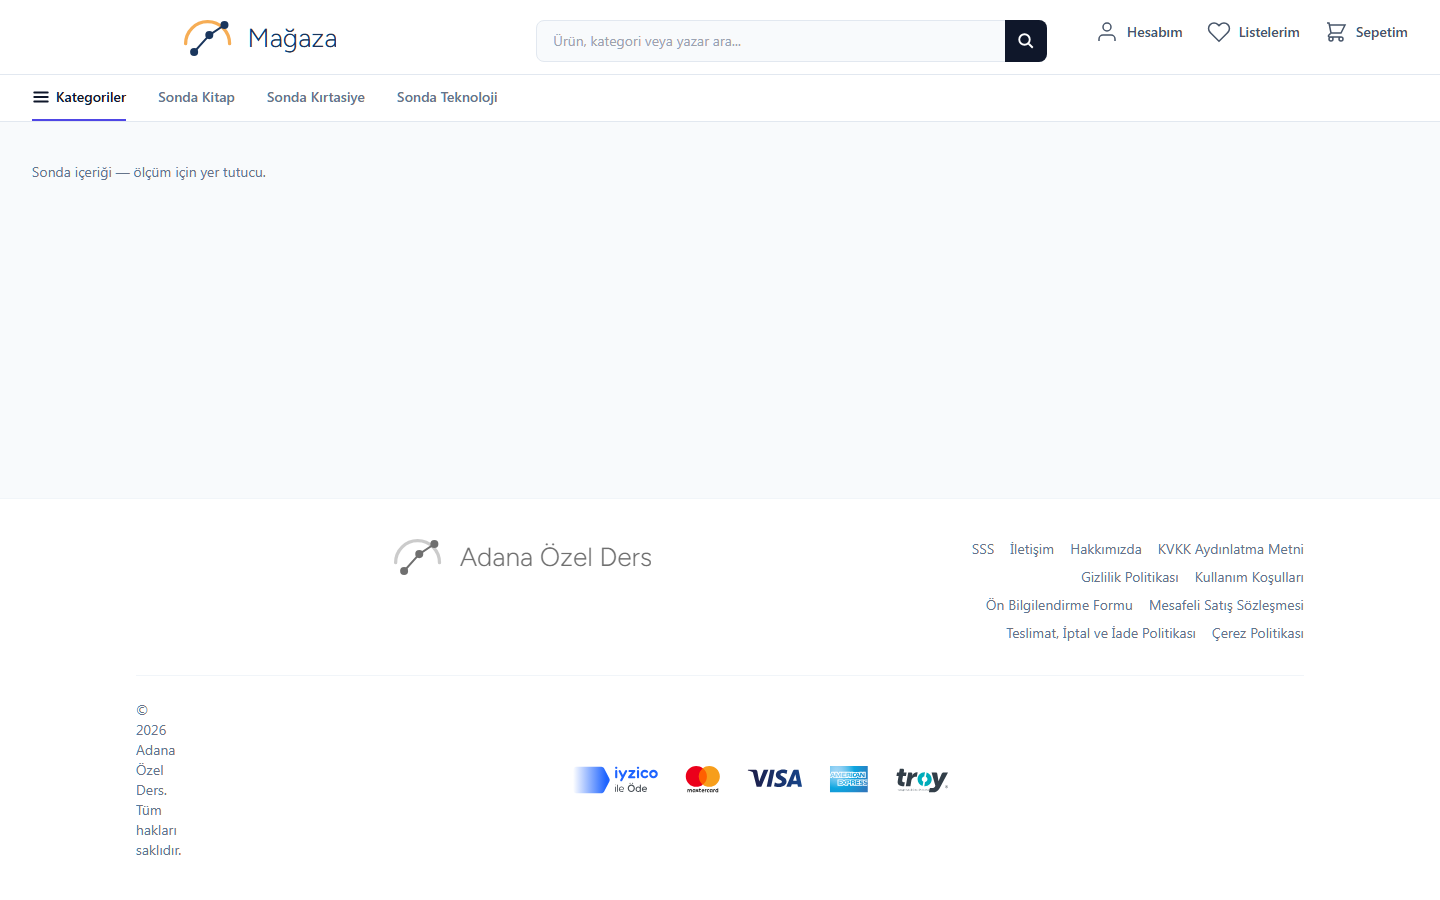 Mağaza
Ürün, kategori veya yazar ara...
Hesabım
Listelerim
Sepetim
Kategoriler
Sonda Kitap
Sonda Kırtasiye
Sonda Teknoloji
Sonda içeriği — ölçüm için yer tutucu.
Adana Özel Ders
SSS İletişim Hakkımızda KVKK Aydınlatma Metni
Gizlilik Politikası Kullanım Koşulları
Ön Bilgilendirme Formu Mesafeli Satış Sözleşmesi
Teslimat, İptal ve İade Politikası Çerez Politikası
©
2026
Adana
Özel
Ders.
Tüm
hakları
saklıdır.
iyzico
ile Öde
mastercard
VISA
AMERICAN
EXPRESS
troy